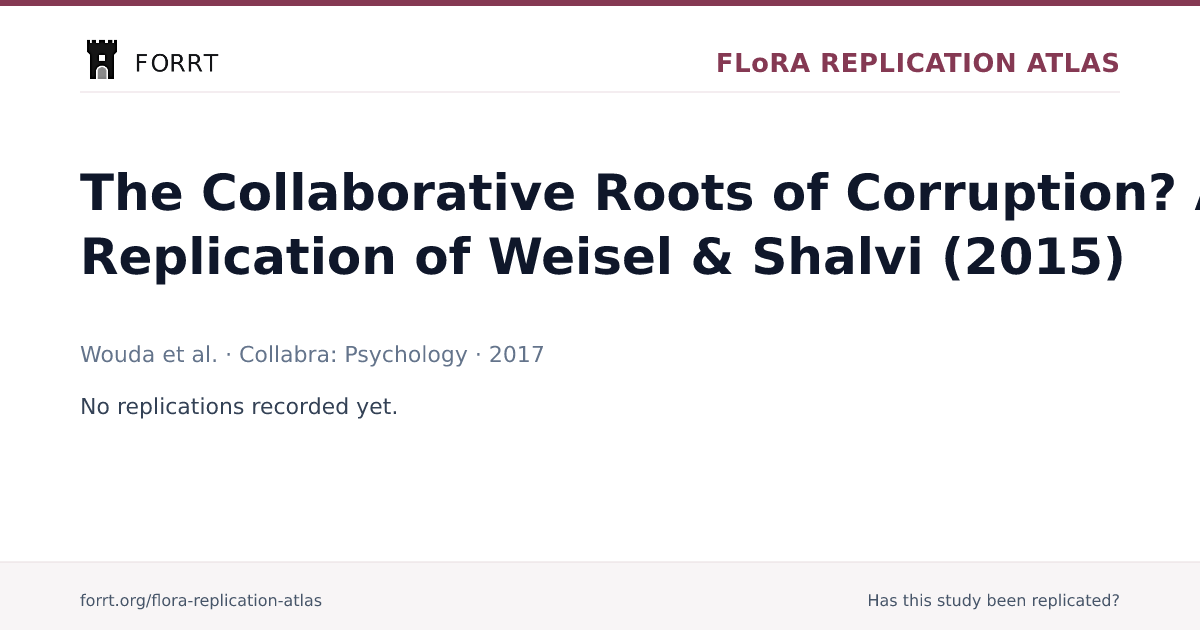 FORRT
FLoRA REPLICATION ATLAS
The Collaborative Roots of Corruption?
Replication of Weisel & Shalvi (2015)
Wouda et al. · Collabra: Psychology · 2017
No replications recorded yet.
forrt.org/flora-replication-atlas
Has this study been replicated?